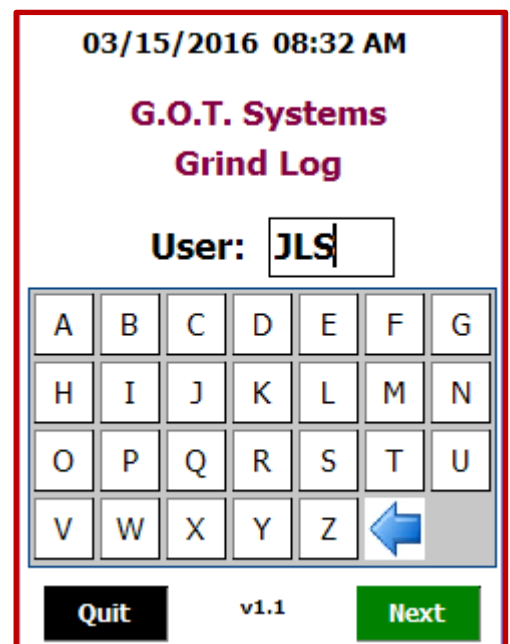 03/15/2016 08:32 AM
G.O.T. Systems
Grind Log
User: JLS
A B C D E F G
H I J K L M N
O P Q R S T U
V W X Y Z
Quit v1.1 Next